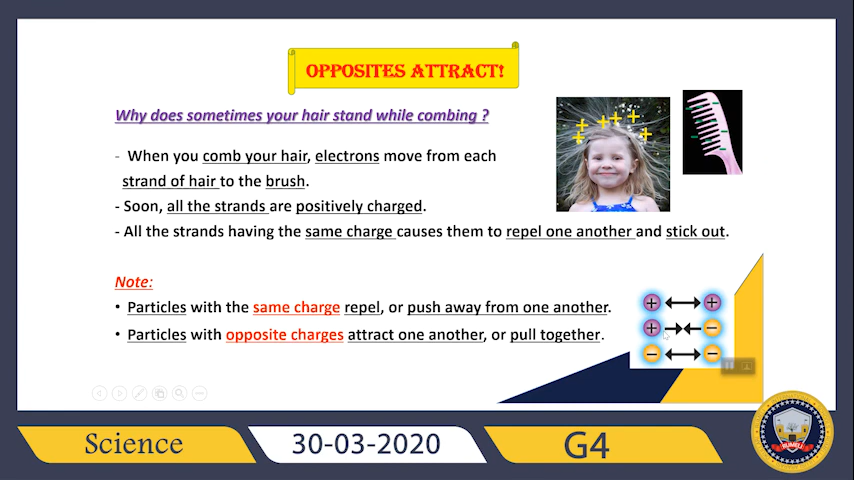 OPPOSITES ATTRACT!
Why does sometimes your hair stand while combing ?
- When you comb your hair, electrons move from each
strand of hair to the brush.
- Soon, all the strands are positively charged.
- All the strands having the same charge causes them to repel one another and stick out.
Note:
• Particles with the same charge repel, or push away from one another.
• Particles with opposite charges attract one another, or pull together.
Science
30-03-2020
G4